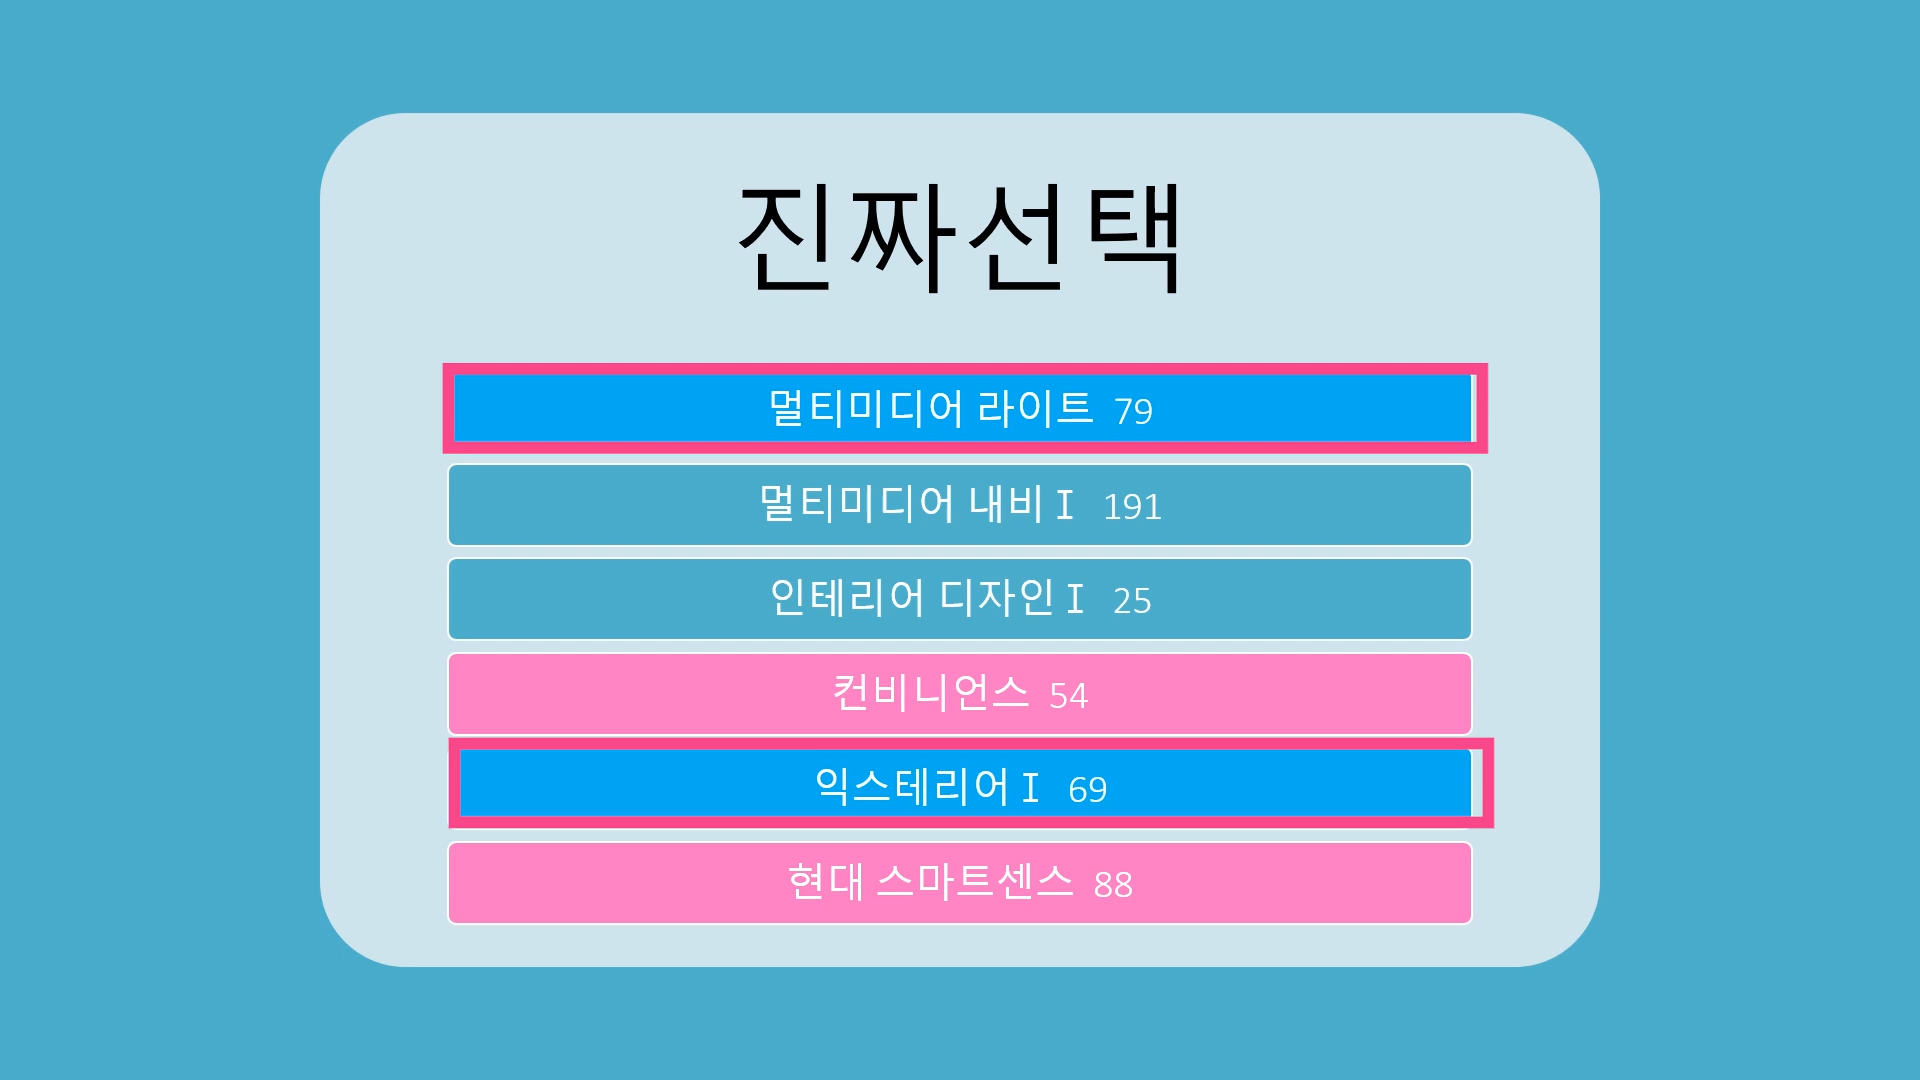 진짜선택
멀티미디어 라이트 79
멀티미디어 내비 I 191
인테리어 디자인 I 25
컨비니언스 54
익스테리어 I 69
현대 스마트센스 88